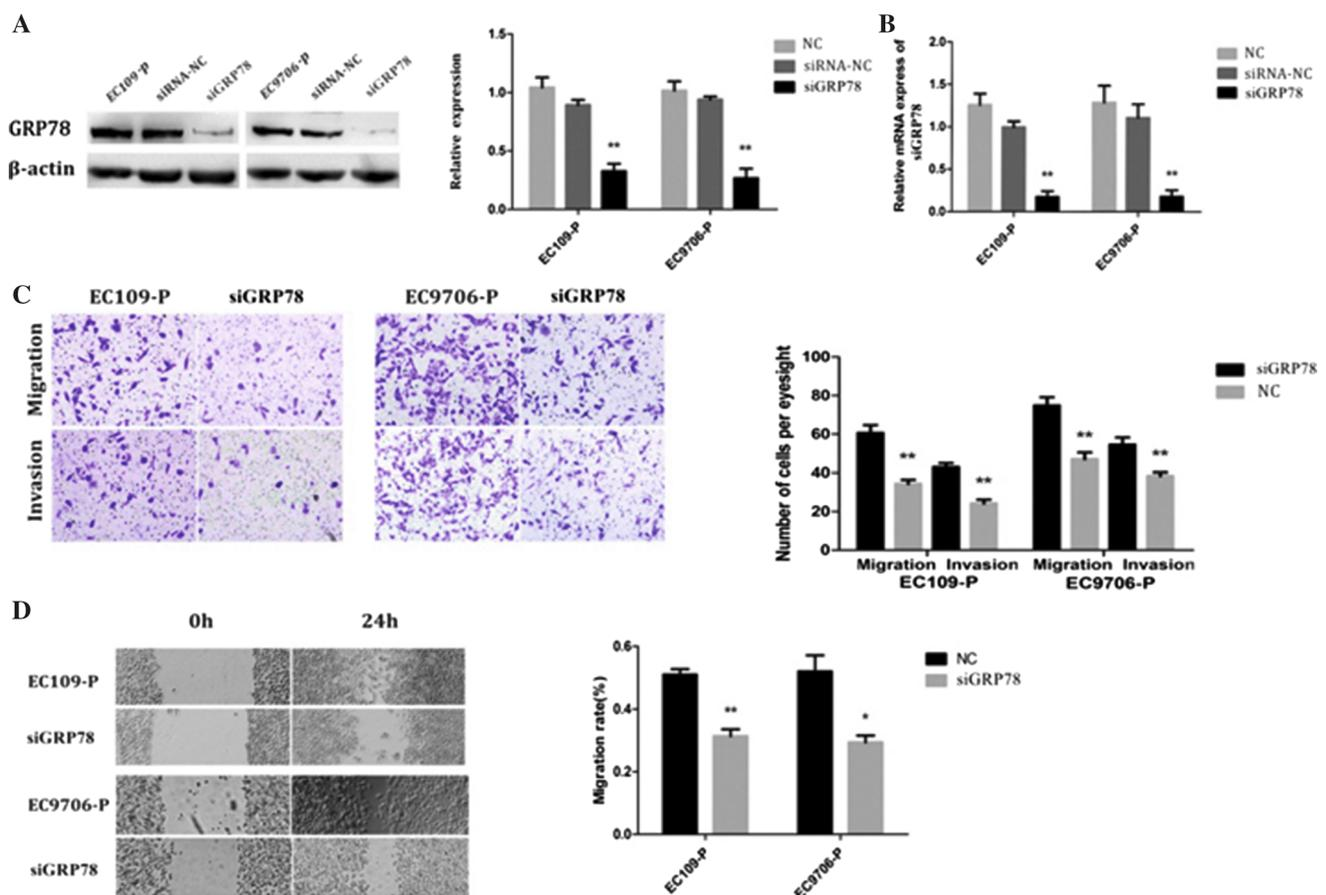 A
EC109-p
siRNA-NC
siGRP78
EC9706-P
siRNA-NC
siGRP78
GRP78
β-actin
Relative expression
1.5
1.0
0.5
0.0
**
**
EC109-P
EC9706-P
NC
siRNA-NC
siGRP78
B
Relative mRNA express of
siGRP78
2.0
1.5
1.0
0.5
0.0
**
**
EC109-P
EC9706-P
NC
siRNA-NC
siGRP78
C
EC109-P
siGRP78
EC9706-P
siGRP78
Migration
Invasion
Number of cells per eyesight
100
80
60
40
20
0
**
**
**
**
Migration Invasion
EC109-P
Migration Invasion
EC9706-P
siGRP78
NC
D
0h
24h
EC109-P
siGRP78
EC9706-P
siGRP78
Migration rate(%)
0.6
0.4
0.2
0.0
**
*
EC109-P
EC9706-P
NC
siGRP78